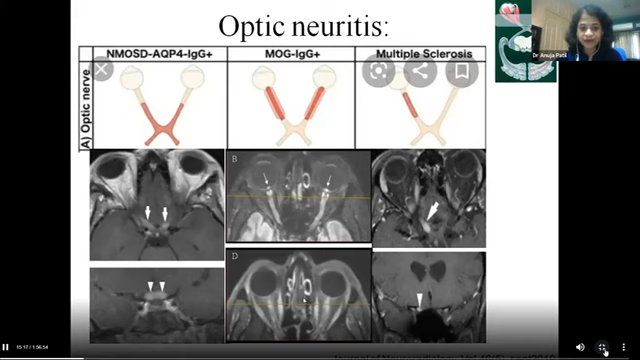 Optic neuritis:
Dr Anuja Patil
NMOSD-AQP4-IgG+
MOG-IgG+
Multiple Sclerosis
A) Optic nerve
B
D
15:17 / 1:56:54